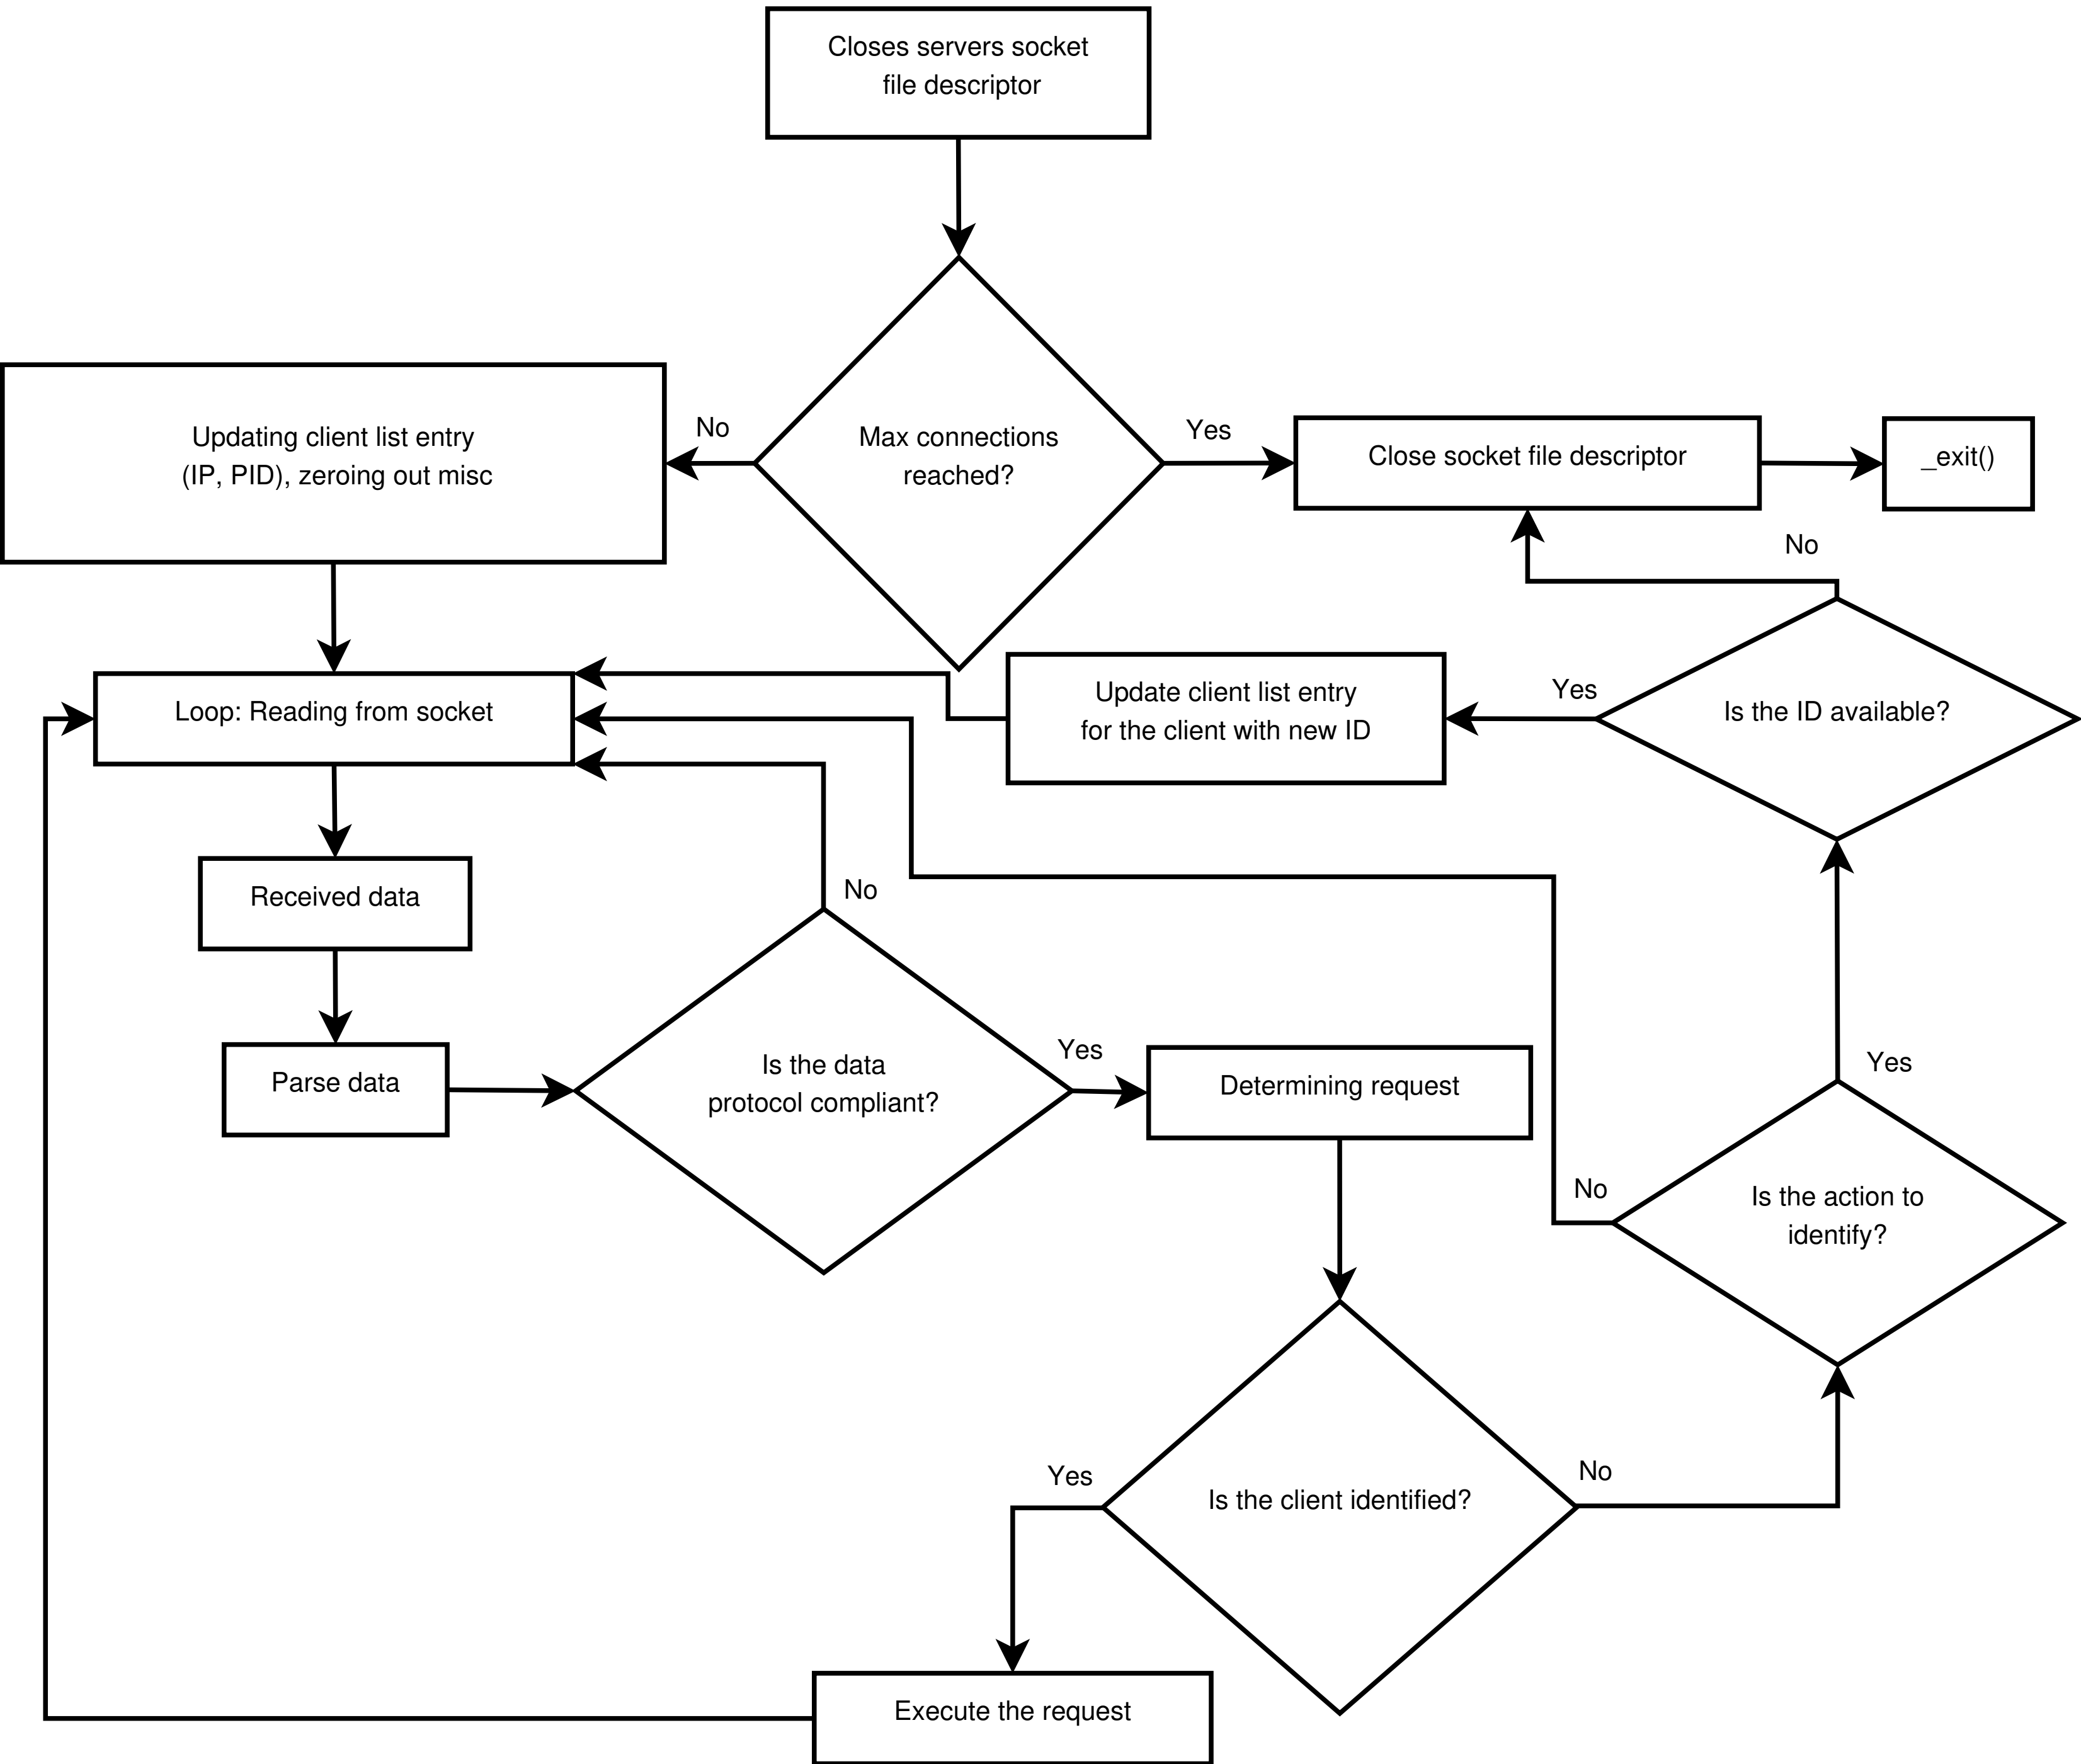 Closes servers socket
file descriptor
Max connections
reached?
No
Yes
Updating client list entry
(IP, PID), zeroing out misc
Close socket file descriptor
_exit()
No
Loop: Reading from socket
Update client list entry
for the client with new ID
Yes
Is the ID available?
Received data
No
Parse data
Is the data
protocol compliant?
Yes
Determining request
Yes
No
Is the action to
identify?
Yes
Is the client identified?
No
Execute the request